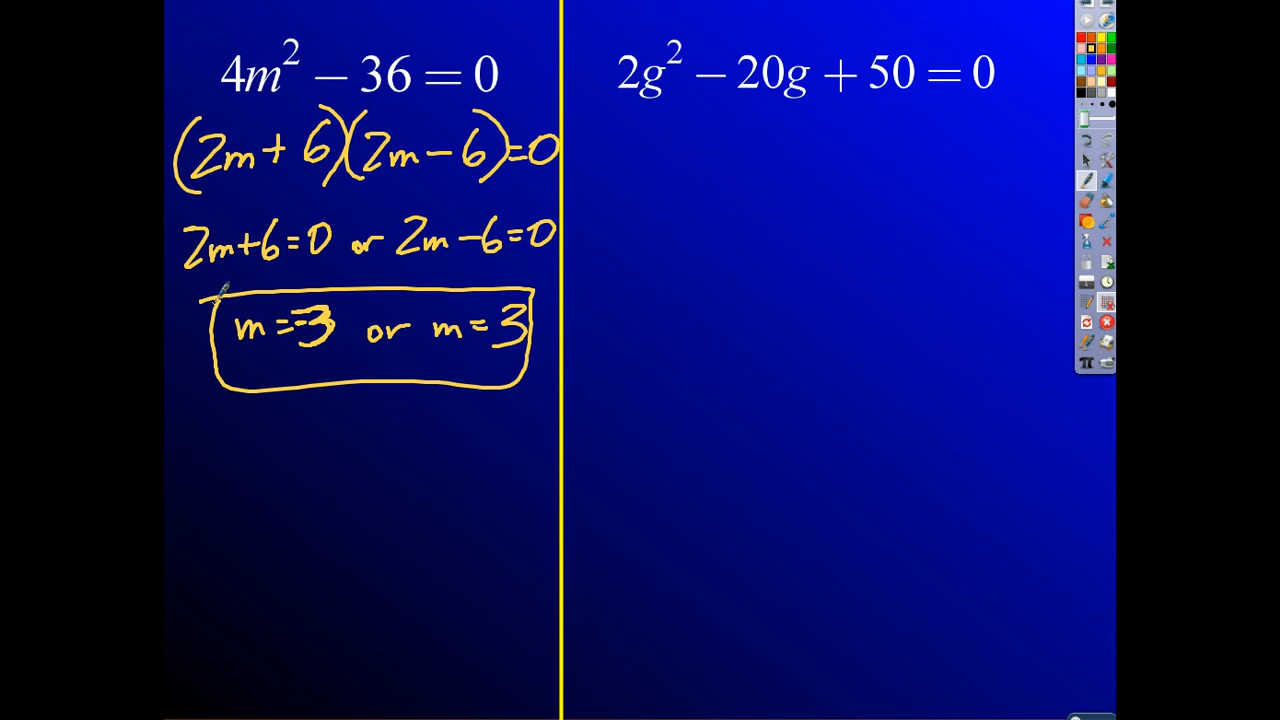 4m² − 36 = 0
(2m + 6)(2m − 6) = 0
2m + 6 = 0 or 2m − 6 = 0
m = −3 or m = 3
2g² − 20g + 50 = 0